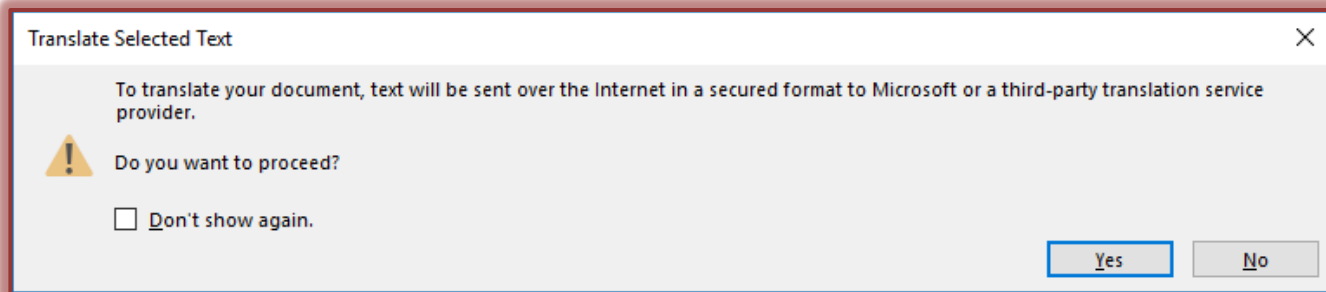 Translate Selected Text
To translate your document, text will be sent over the Internet in a secured format to Microsoft or a third-party translation service
provider.
Do you want to proceed?
Don't show again.
Yes No